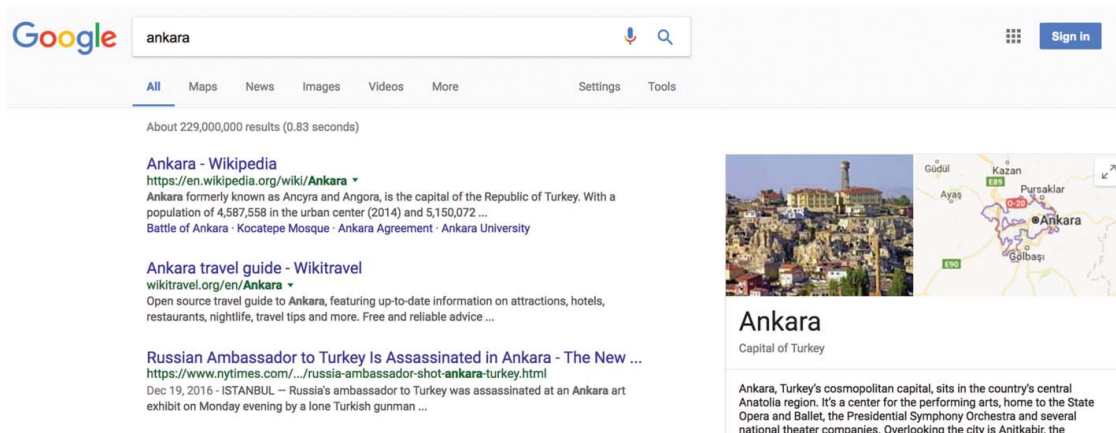 Google
ankara
Sign in
All Maps News Images Videos More Settings Tools
About 229,000,000 results (0.83 seconds)
Ankara - Wikipedia
https://en.wikipedia.org/wiki/Ankara
Ankara formerly known as Ancyra and Angora, is the capital of the Republic of Turkey. With a
population of 4,587,558 in the urban center (2014) and 5,150,072 ...
Battle of Ankara · Kocatepe Mosque · Ankara Agreement · Ankara University
Ankara travel guide - Wikitravel
wikitravel.org/en/Ankara
Open source travel guide to Ankara, featuring up-to-date information on attractions, hotels,
restaurants, nightlife, travel tips and more. Free and reliable advice ...
Russian Ambassador to Turkey Is Assassinated in Ankara - The New ...
https://www.nytimes.com/.../russia-ambassador-shot-ankara-turkey.html
Dec 19, 2016 - ISTANBUL — Russia's ambassador to Turkey was assassinated at an Ankara art
exhibit on Monday evening by a lone Turkish gunman ...
Güdül
Kazan
E89
Ayaş
Pursaklar
O-20
Ankara
E90
Gölbaşı
Ankara
Capital of Turkey
Ankara, Turkey's cosmopolitan capital, sits in the country's central
Anatolia region. It's a center for the performing arts, home to the State
Opera and Ballet, the Presidential Symphony Orchestra and several
national theater companies. Overlooking the city is Anitkabir, the